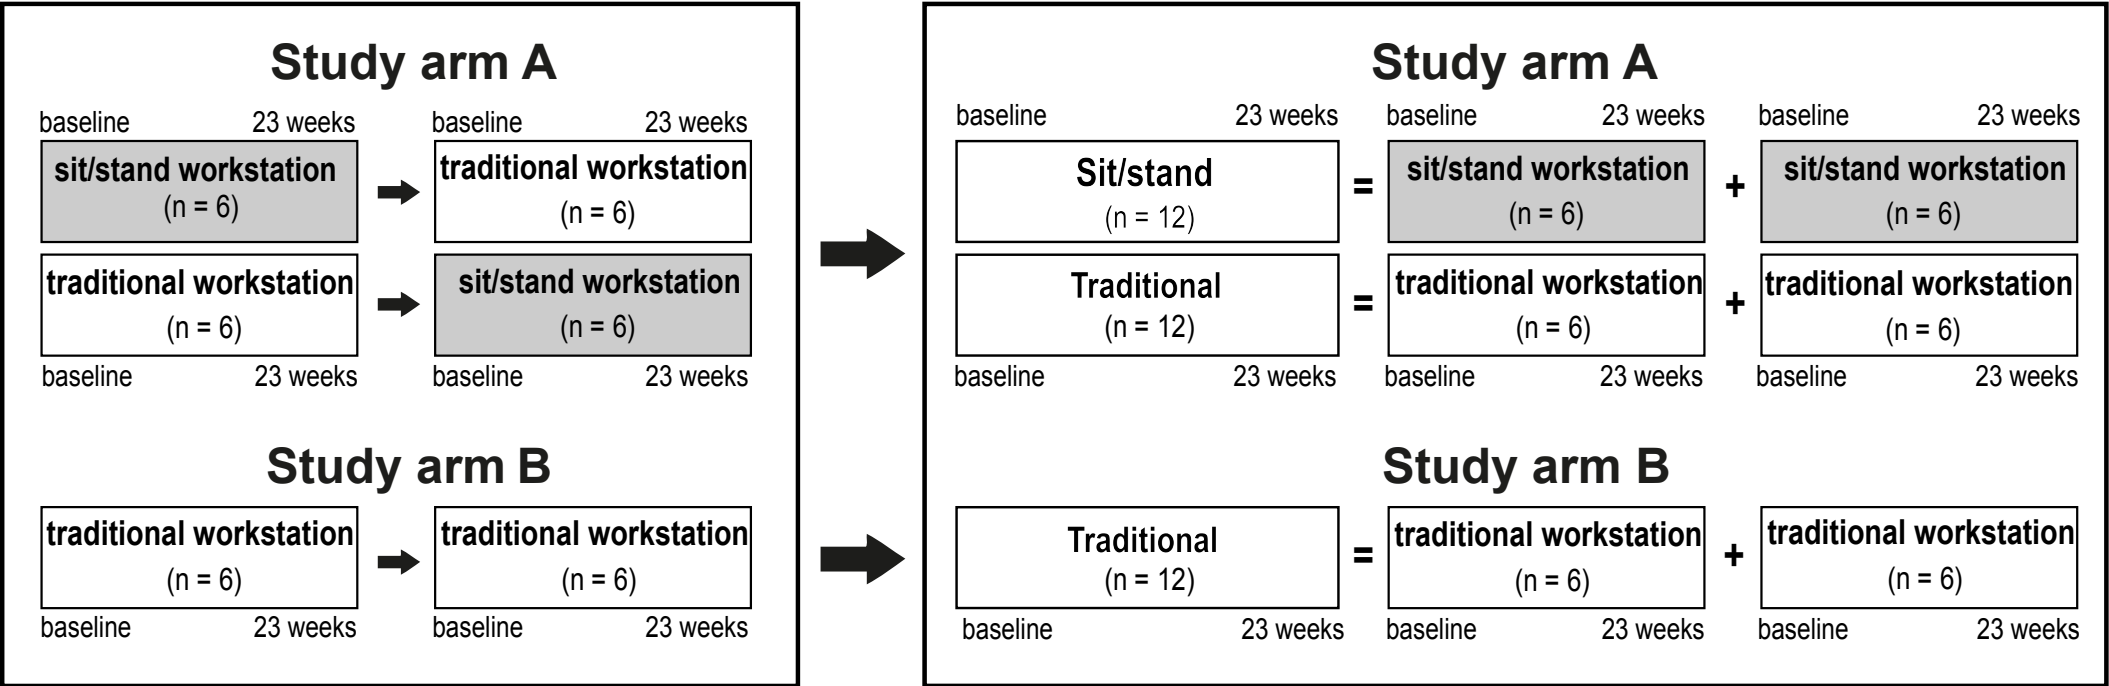 Study arm A
baseline 23 weeks baseline 23 weeks
sit/stand workstation traditional workstation
(n = 6) (n = 6)
traditional workstation sit/stand workstation
(n = 6) (n = 6)
baseline 23 weeks baseline 23 weeks
Study arm B
traditional workstation traditional workstation
(n = 6) (n = 6)
baseline 23 weeks baseline 23 weeks
Study arm A
baseline 23 weeks baseline 23 weeks baseline 23 weeks
Sit/stand = sit/stand workstation + sit/stand workstation
(n = 12) (n = 6) (n = 6)
Traditional = traditional workstation + traditional workstation
(n = 12) (n = 6) (n = 6)
baseline 23 weeks baseline 23 weeks baseline 23 weeks
Study arm B
Traditional = traditional workstation + traditional workstation
(n = 12) (n = 6) (n = 6)
baseline 23 weeks baseline 23 weeks baseline 23 weeks